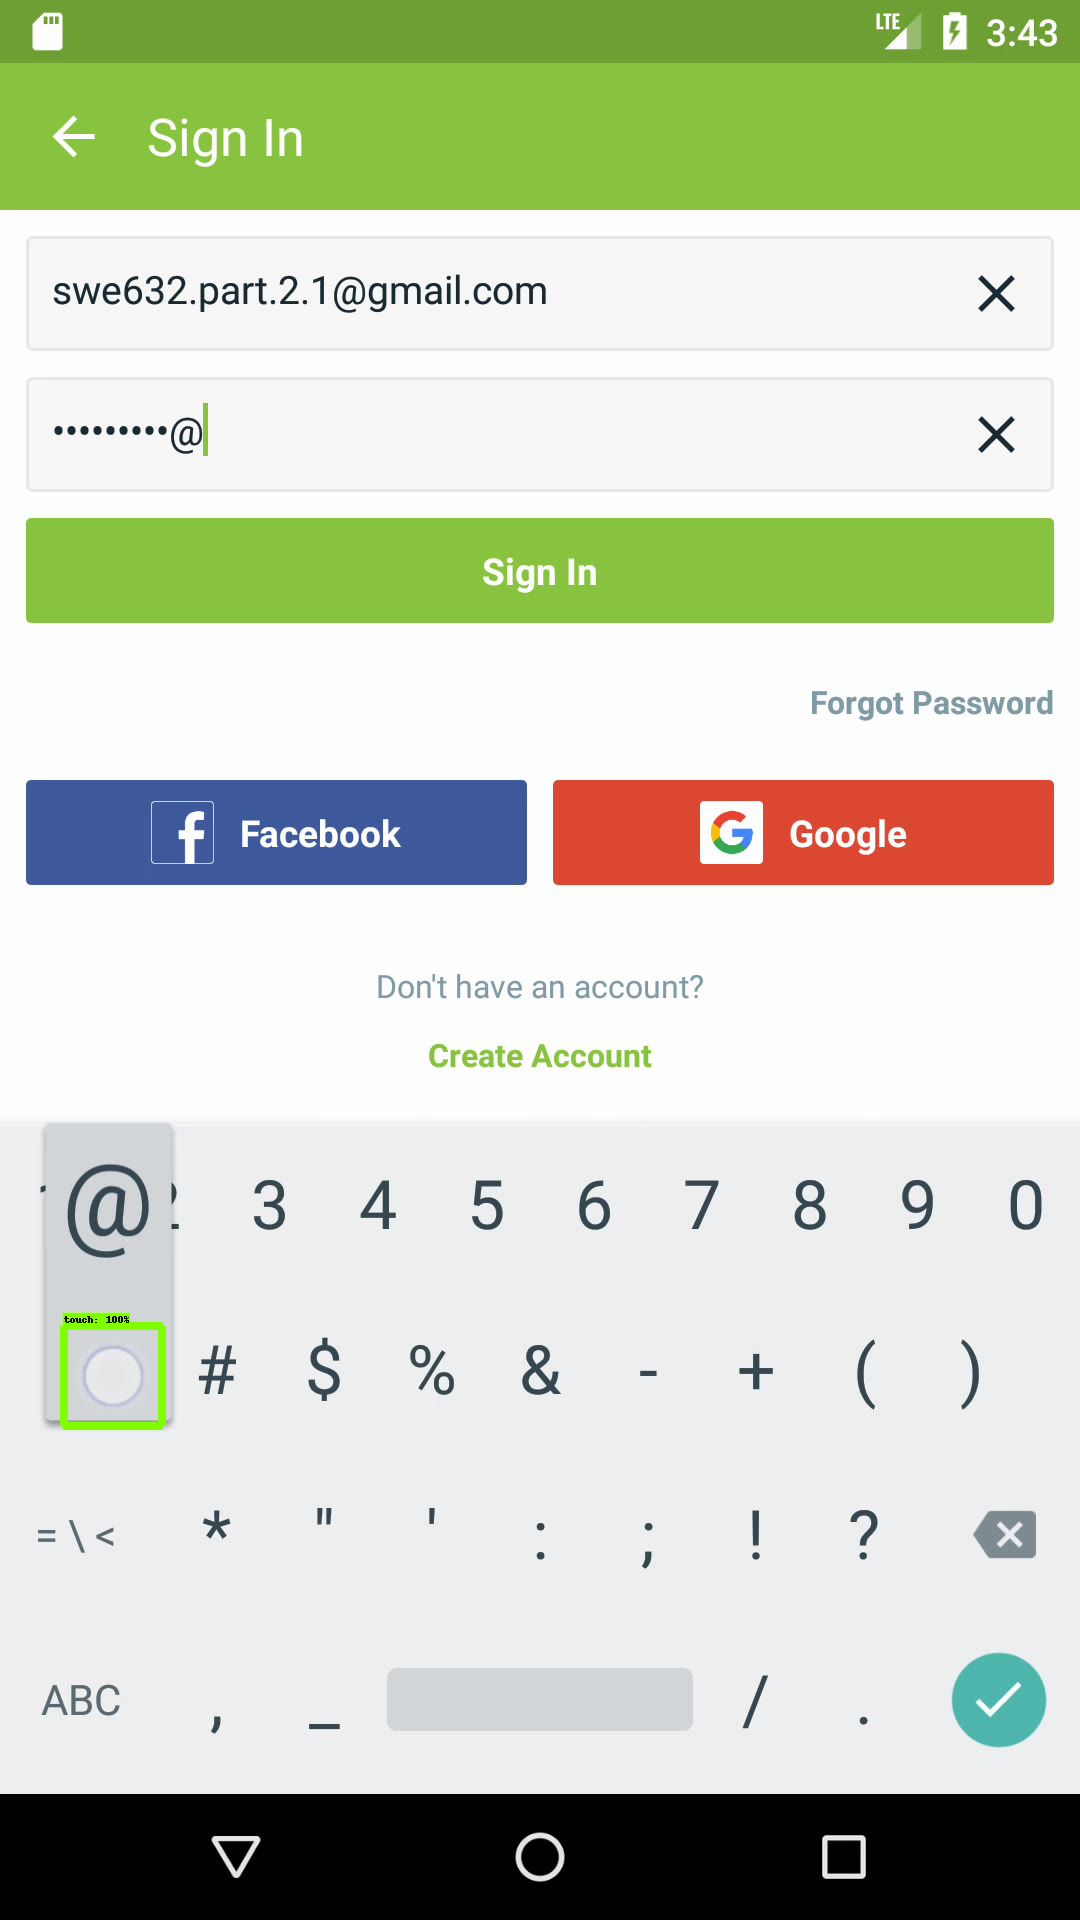 LTE 3:43
Sign In
swe632.part.2.1@gmail.com
•••••••••@
Sign In
Forgot Password
Facebook Google
Don't have an account?
Create Account
@ 3 4 5 6 7 8 9 0
touch: 100%
# $ % & - + ( )
= \ < * " ' : ; ! ?
ABC , _ / .